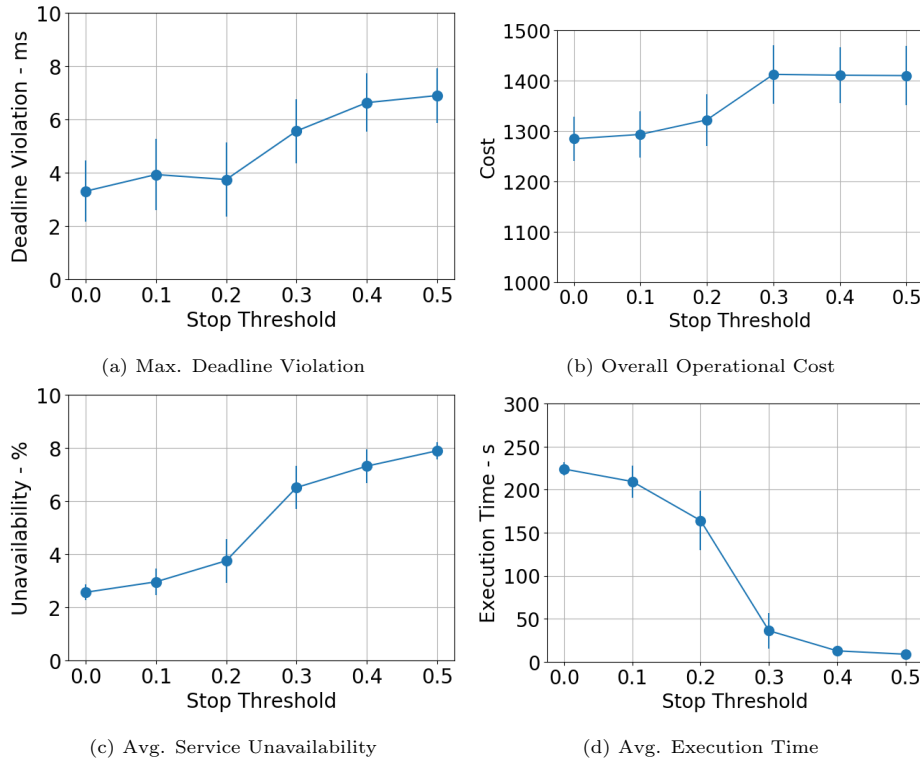 10
8
6
4
2
0
Deadline Violation - ms
0.0 0.1 0.2 0.3 0.4 0.5
Stop Threshold
(a) Max. Deadline Violation
1500
1400
1300
1200
1100
1000
Cost
0.0 0.1 0.2 0.3 0.4 0.5
Stop Threshold
(b) Overall Operational Cost
10
8
6
4
2
0
Unavailability - %
0.0 0.1 0.2 0.3 0.4 0.5
Stop Threshold
(c) Avg. Service Unavailability
300
250
200
150
100
50
0
Execution Time - s
0.0 0.1 0.2 0.3 0.4 0.5
Stop Threshold
(d) Avg. Execution Time